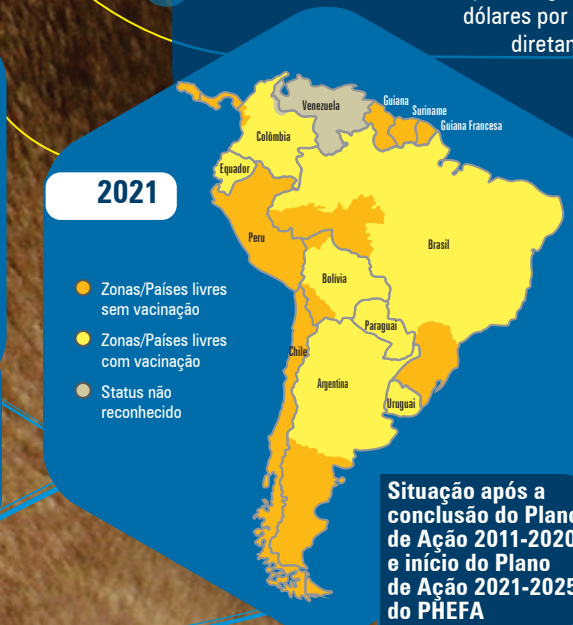 dólares por
diretan
2021
Zonas/Países livres
sem vacinação
Zonas/Países livres
com vacinação
Status não
reconhecido
Venezuela
Guiana
Suriname
Guiana Francesa
Colômbia
Equador
Peru
Brasil
Bolívia
Paraguai
Chile
Argentina
Uruguai
Situação após a
conclusão do Plano
de Ação 2011-2020
e início do Plano
de Ação 2021-2025
do PHEFA